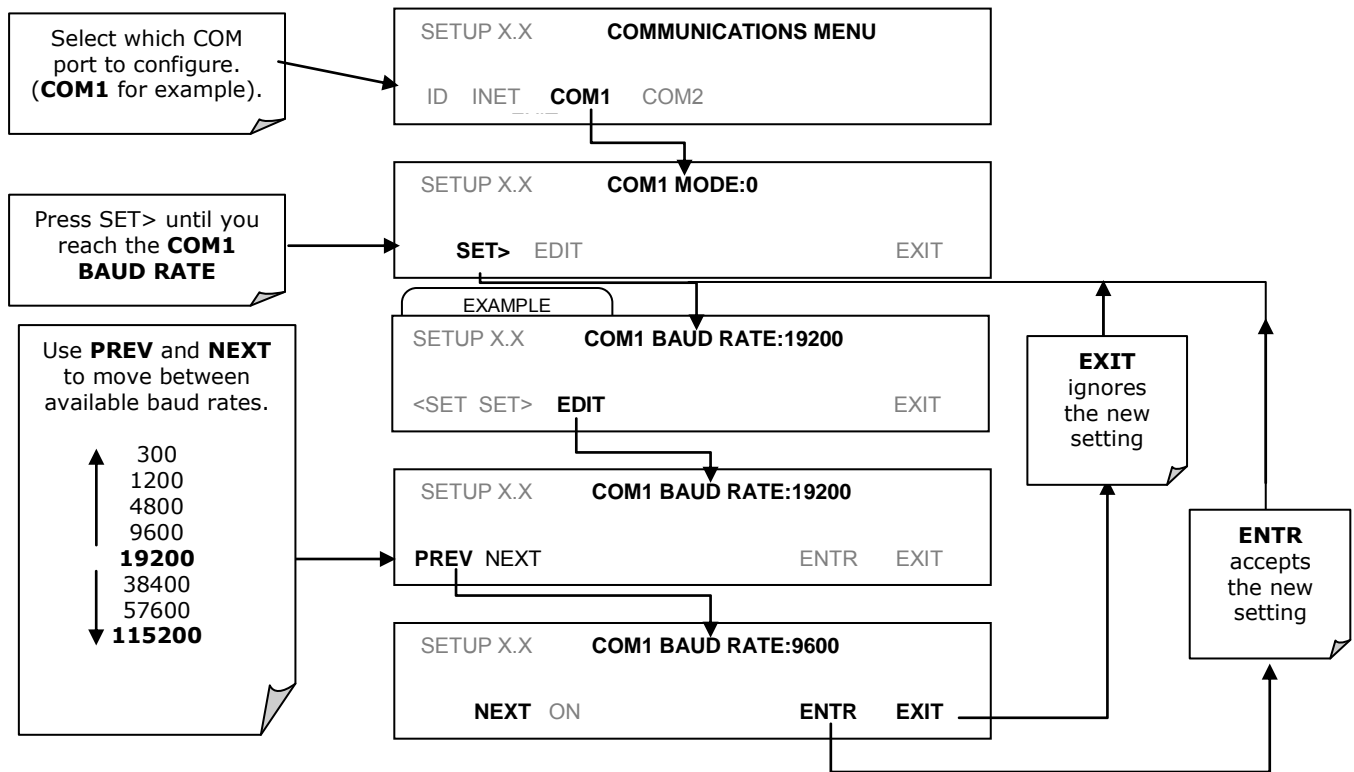 Select which COM
port to configure.
(COM1 for example).
SETUP X.X COMMUNICATIONS MENU
ID INET COM1 COM2
Press SET> until you
reach the COM1
BAUD RATE
SETUP X.X COM1 MODE:0
SET> EDIT EXIT
EXAMPLE
SETUP X.X COM1 BAUD RATE:19200
<SET SET> EDIT EXIT
Use PREV and NEXT
to move between
available baud rates.
300
1200
4800
9600
19200
38400
57600
115200
SETUP X.X COM1 BAUD RATE:19200
PREV NEXT ENTR EXIT
SETUP X.X COM1 BAUD RATE:9600
NEXT ON ENTR EXIT
EXIT
ignores
the new
setting
ENTR
accepts
the new
setting